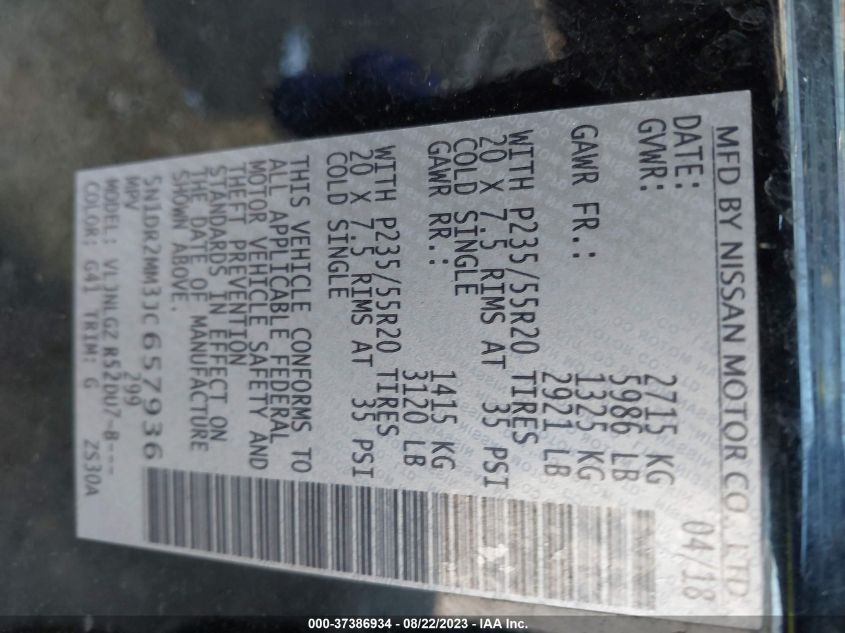 MFD BY NISSAN MOTOR CO., LTD
DATE: 04/18
GVWR: 2715 KG
5986 LB
GAWR FR.: 1325 KG
2921 LB
WITH P235/55R20 TIRES
20 X 7.5 RIMS AT 35 PSI
COLD SINGLE
GAWR RR.: 1415 KG
3120 LB
WITH P235/55R20 TIRES
20 X 7.5 RIMS AT 35 PSI
COLD SINGLE
THIS VEHICLE CONFORMS TO
ALL APPLICABLE FEDERAL
MOTOR VEHICLE SAFETY AND
THEFT PREVENTION
STANDARDS IN EFFECT ON
THE DATE OF MANUFACTURE
SHOWN ABOVE.
5N1DR2MM33C657936
MPV 299
MODEL: R52DU7-B---
COLOR: G41 TRIM: G ZS30A
000-37386934 - 08/22/2023 - IAA Inc.